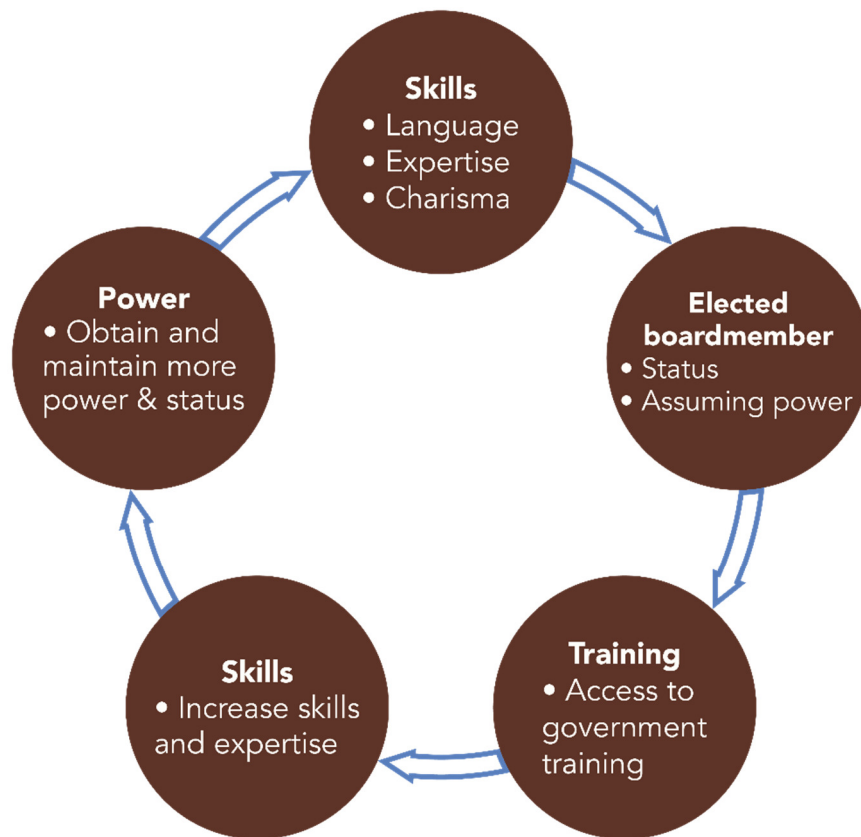 Skills
• Language
• Expertise
• Charisma
Elected
boardmember
• Status
• Assuming power
Training
• Access to
government
training
Skills
• Increase skills
and expertise
Power
• Obtain and
maintain more
power & status